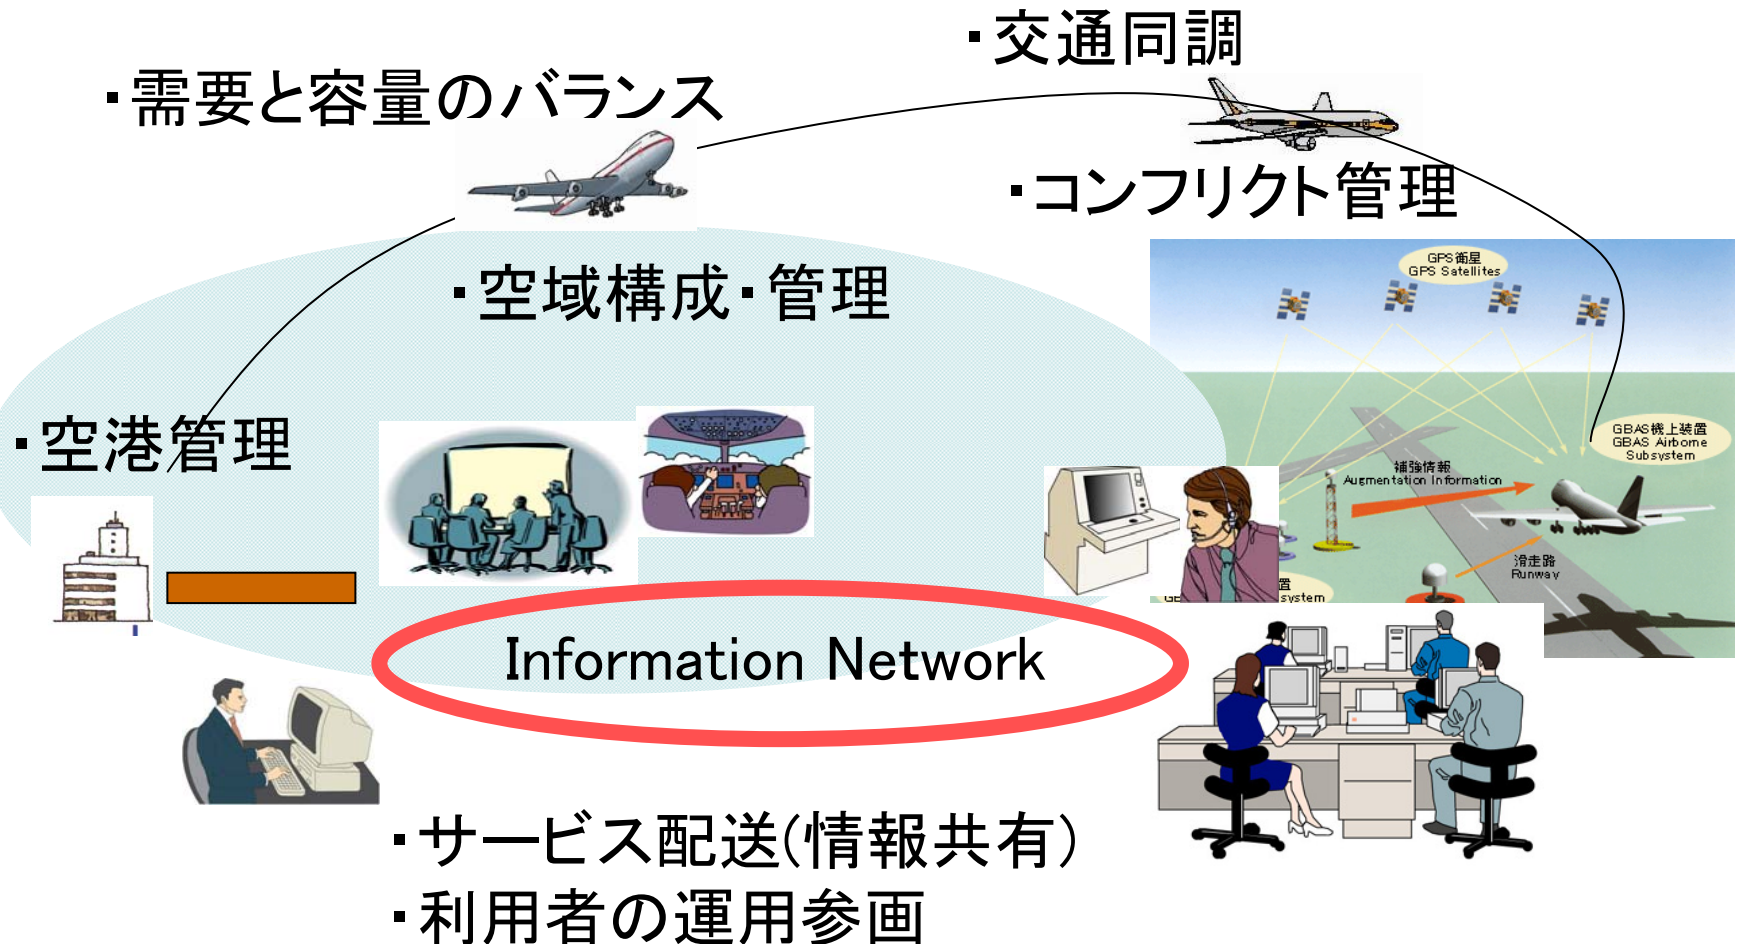 ・交通同調
・需要と容量のバランス
・コンフリクト管理
・空域構成・管理
GPS衛星
GPS Satellites
・空港管理
GBAS機上装置
GBAS Airborne
Subsystem
補強情報
Augmentation Information
滑走路
Runway
置
system
Information Network
・サービス配送(情報共有)
・利用者の運用参画